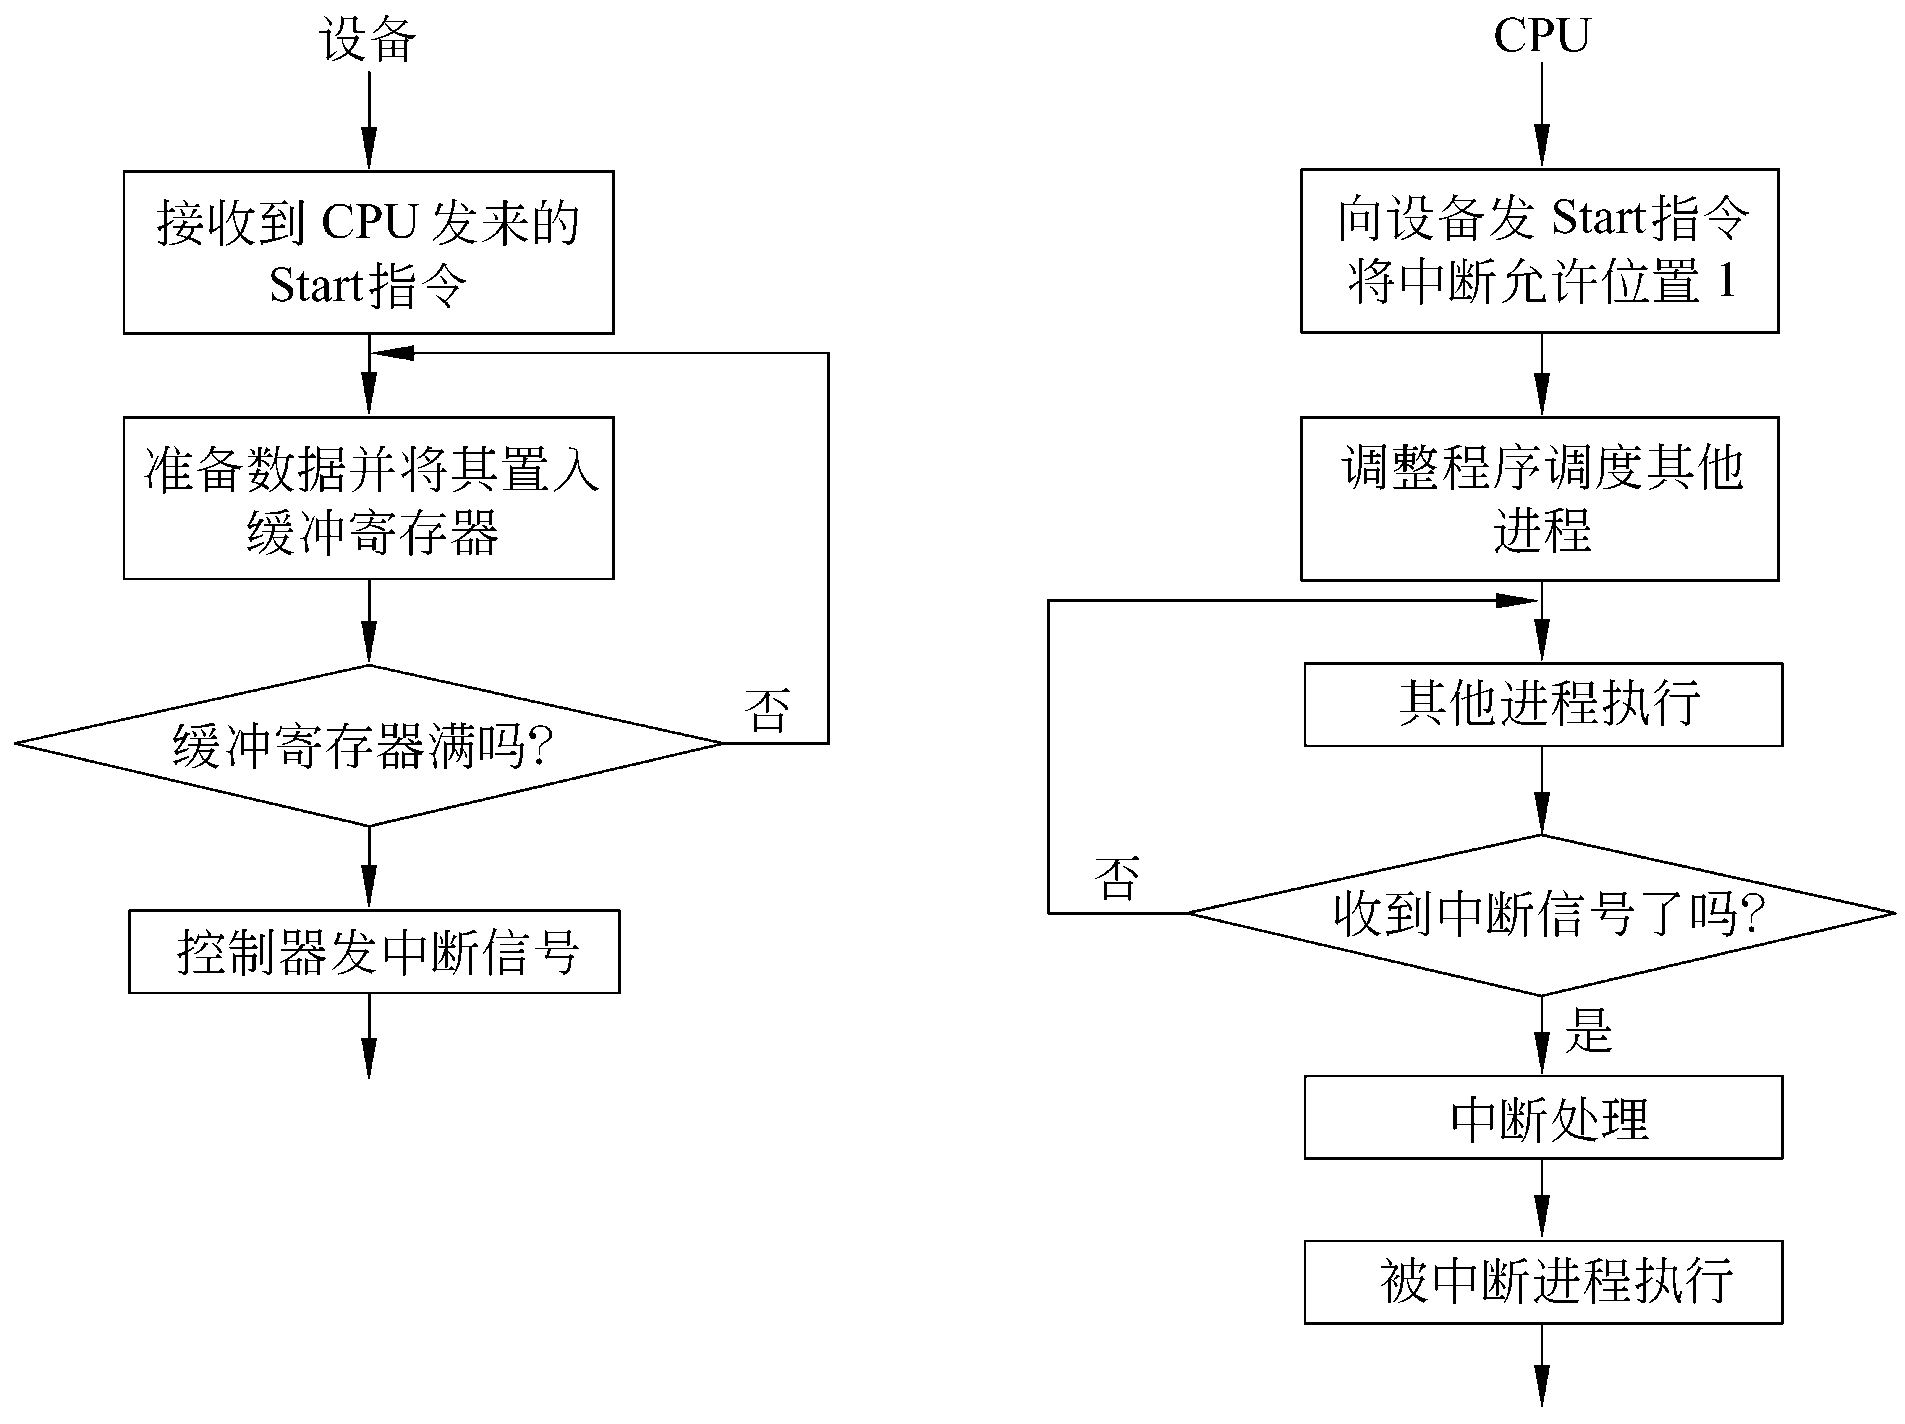 设备
接收到 CPU 发来的
Start指令
准备数据并将其置入
缓冲寄存器
缓冲寄存器满吗?
否
控制器发中断信号
CPU
向设备发 Start指令
将中断允许位置 1
调整程序调度其他
进程
其他进程执行
收到中断信号了吗?
否
是
中断处理
被中断进程执行